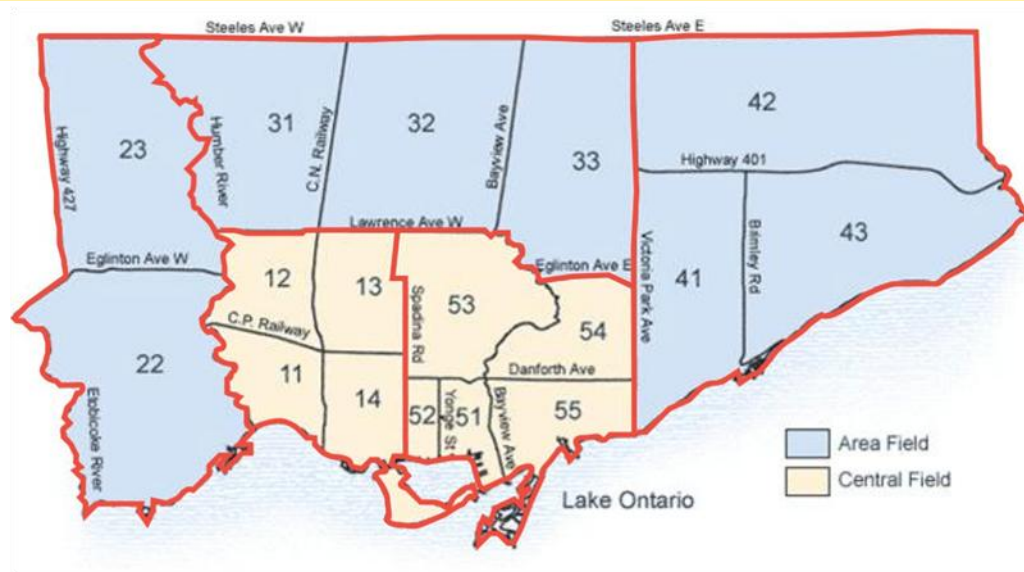 Steeles Ave W
Steeles Ave E
42
31
32
23
33
Highway 427
Humber River
C.N. Railway
Bayview Ave
Highway 401
Lawrence Ave W
43
Eglinton Ave W
Eglinton Ave E
Victoria Park Ave
Brimley Rd
12
13
53
41
Spadina Rd
C.P. Railway
54
22
11
14
Danforth Ave
52
Yonge St
51
Bayview Ave
55
Etobicoke River
Area Field
Central Field
Lake Ontario